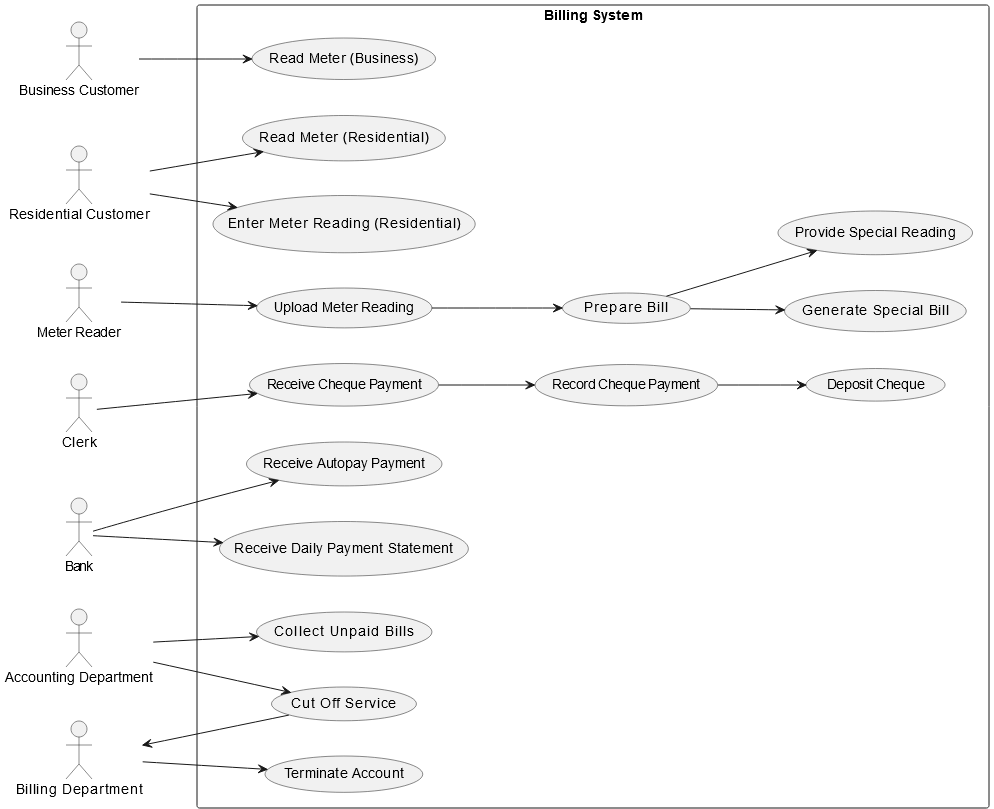 Billing System
Business Customer
Read Meter (Business)
Residential Customer
Read Meter (Residential)
Enter Meter Reading (Residential)
Meter Reader
Upload Meter Reading
Prepare Bill
Provide Special Reading
Generate Special Bill
Clerk
Receive Cheque Payment
Record Cheque Payment
Deposit Cheque
Bank
Receive Autopay Payment
Receive Daily Payment Statement
Accounting Department
Collect Unpaid Bills
Cut Off Service
Billing Department
Terminate Account